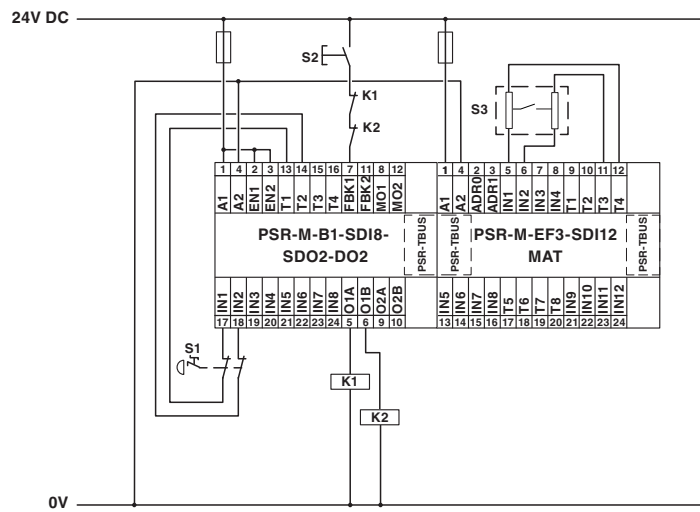 24V DC
S2
K1
K2
S3
1 4 2 3 13 14 15 16 7 11 8 12
A1 A2 EN1 EN2 T1 T2 T3 T4 FBK1 FBK2 MO1 MO2
1 4 2 3 5 6 7 8 9 10 11 12
A1 A2 ADR0 ADR1 IN1 IN2 IN3 IN4 T1 T2 T3 T4
PSR-M-B1-SDI8-
SDO2-DO2
PSR-TBUS
PSR-TBUS
PSR-M-EF3-SDI12
MAT
PSR-TBUS
IN1 IN2 IN3 IN4 IN5 IN6 IN7 IN8 O1A O1B O2A O2B
17 18 19 20 21 22 23 24 5 6 9 10
IN5 IN6 IN7 IN8 T5 T6 T7 T8 IN9 IN10 IN11 IN12
13 14 15 16 17 18 19 20 21 22 23 24
S1
K1
K2
0V